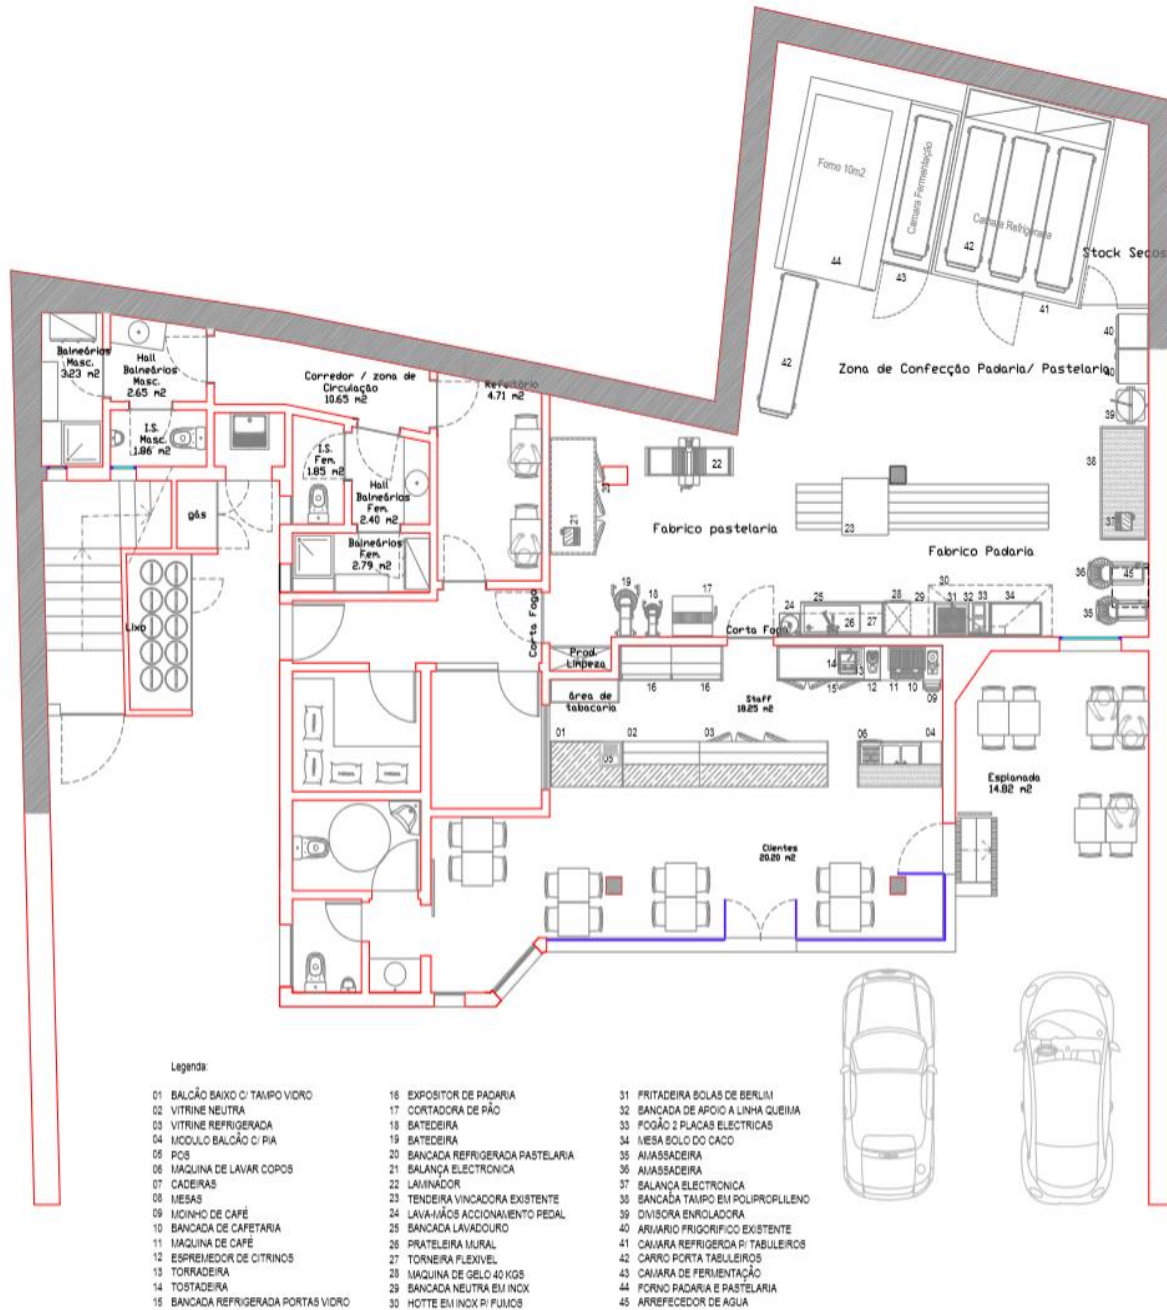 Forno 10m2
Camara Fermentação
Camara Refrigerada
42
44
43
41
Stock Secos
40
42
Zona de Confecção Padaria/ Pastelaria
40
39
Balneários
Masc.
3.23 m2
Hall
Balneários
Masc.
2.65 m2
Corredor / zona de
Circulação
10.65 m2
Refeitório
4.71 m2
I.S.
Masc.
1.86 m2
I.S.
Fem.
1.85 m2
Hall
Balneários
Fem.
2.40 m2
Balneários
Fem.
2.79 m2
gás
Lixo
20
21
22
23
38
37
Fabrico pastelaria
Fabrico Padaria
36
45
35
30
19
18
17
24
25
26
27
28
29
31
32
33
34
Corta Fogo
Corta Fogo
Prod.
Limpeza
área de
tabacaria
16
16
Staff
18.25 m2
14
13
15
12
11
10
09
01
02
03
05
06
04
Esplanada
14.82 m2
Clientes
20.20 m2
Legenda:
01 BALCÃO BAIXO C/ TAMPO VIDRO
02 VITRINE NEUTRA
03 VITRINE REFRIGERADA
04 MODULO BALCÃO C/ PIA
05 POS
06 MAQUINA DE LAVAR COPOS
07 CADEIRAS
08 MESAS
09 MOINHO DE CAFÉ
10 BANCADA DE CAFETARIA
11 MAQUINA DE CAFÉ
12 ESPREMEDOR DE CITRINOS
13 TORRADEIRA
14 TOSTADEIRA
15 BANCADA REFRIGERADA PORTAS VIDRO
16 EXPOSITOR DE PADARIA
17 CORTADORA DE PÃO
18 BATEDEIRA
19 BATEDEIRA
20 BANCADA REFRIGERADA PASTELARIA
21 BALANÇA ELECTRONICA
22 LAMINADOR
23 TENDEIRA VINCADORA EXISTENTE
24 LAVA-MÃOS ACCIONAMENTO PEDAL
25 BANCADA LAVADOURO
26 PRATELEIRA MURAL
27 TORNEIRA FLEXIVEL
28 MAQUINA DE GELO 40 KGS
29 BANCADA NEUTRA EM INOX
30 HOTTE EM INOX P/ FUMOS
31 FRITADEIRA BOLAS DE BERLIM
32 BANCADA DE APOIO A LINHA QUEIMA
33 FOGÃO 2 PLACAS ELECTRICAS
34 MESA BOLO DO CACO
35 AMASSADEIRA
36 AMASSADEIRA
37 BALANÇA ELECTRONICA
38 BANCADA TAMPO EM POLIPROPLILENO
39 DIVISORA ENROLADORA
40 ARMARIO FRIGORIFICO EXISTENTE
41 CAMARA REFRIGERDA P/ TABULEIROS
42 CARRO PORTA TABULEIROS
43 CAMARA DE FERMENTAÇÃO
44 FORNO PADARIA E PASTELARIA
45 ARREFECEDOR DE AGUA